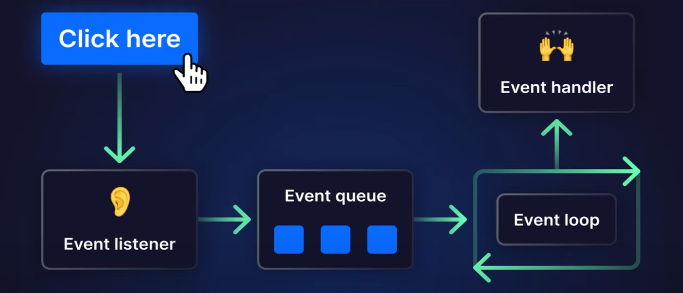 Click here
Event handler
Event listener
Event queue
Event loop